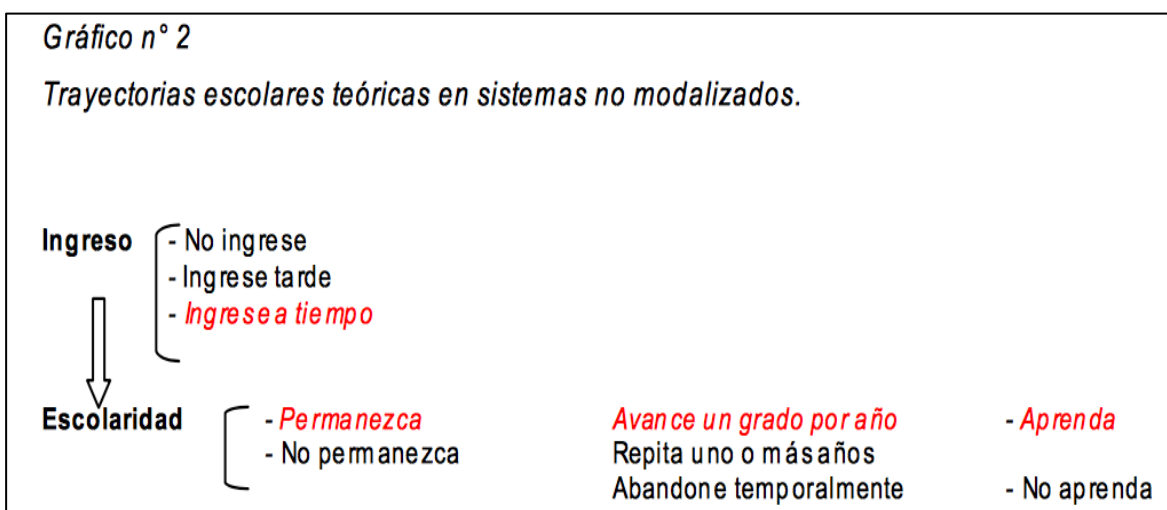 Gráfico n° 2
Trayectorias escolares teóricas en sistemas no modalizados.
Ingreso - No ingrese
- Ingrese tarde
- Ingrese a tiempo
Escolaridad - Permanezca Avance un grado por año - Aprenda
- No permanezca Repita uno o más años
Abandone temporalmente - No aprenda